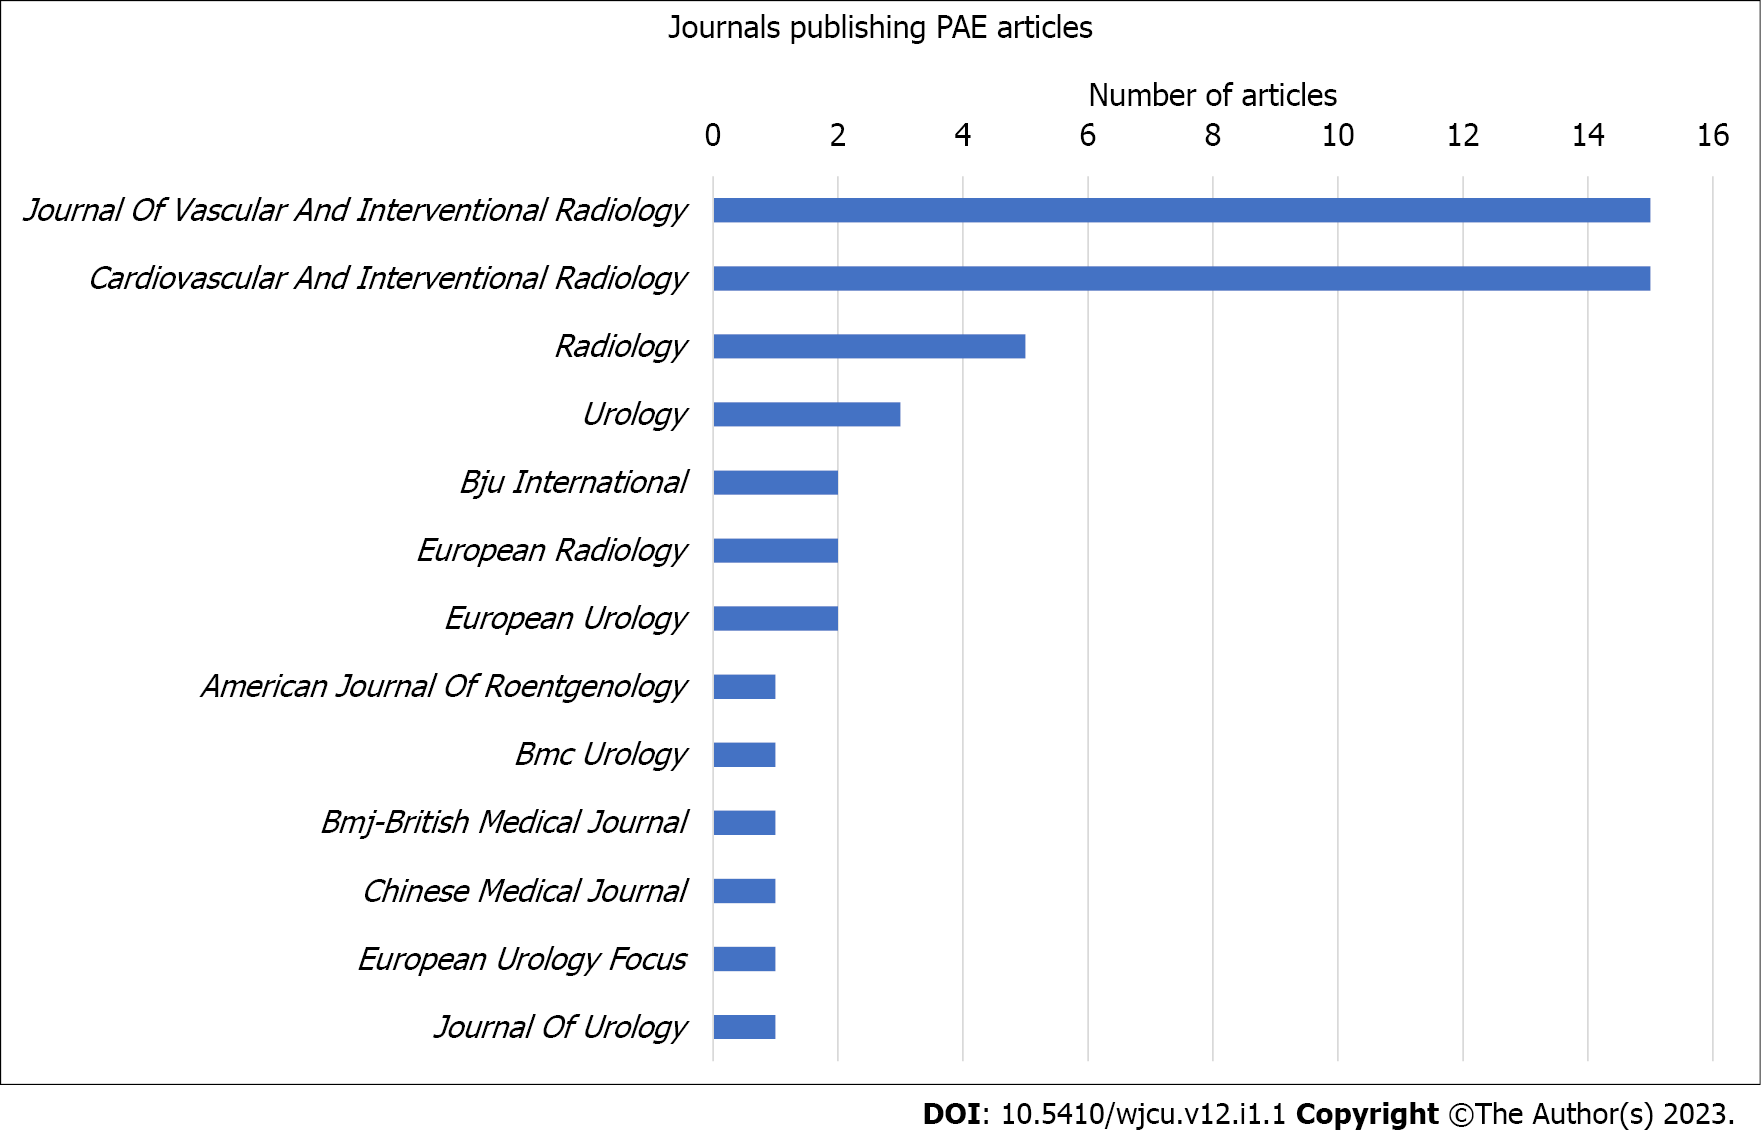 Journals publishing PAE articles
Number of articles
0 2 4 6 8 10 12 14 16
Journal Of Vascular And Interventional Radiology
Cardiovascular And Interventional Radiology
Radiology
Urology
Bju International
European Radiology
European Urology
American Journal Of Roentgenology
Bmc Urology
Bmj-British Medical Journal
Chinese Medical Journal
European Urology Focus
Journal Of Urology
DOI: 10.5410/wjcu.v12.i1.1 Copyright ©The Author(s) 2023.